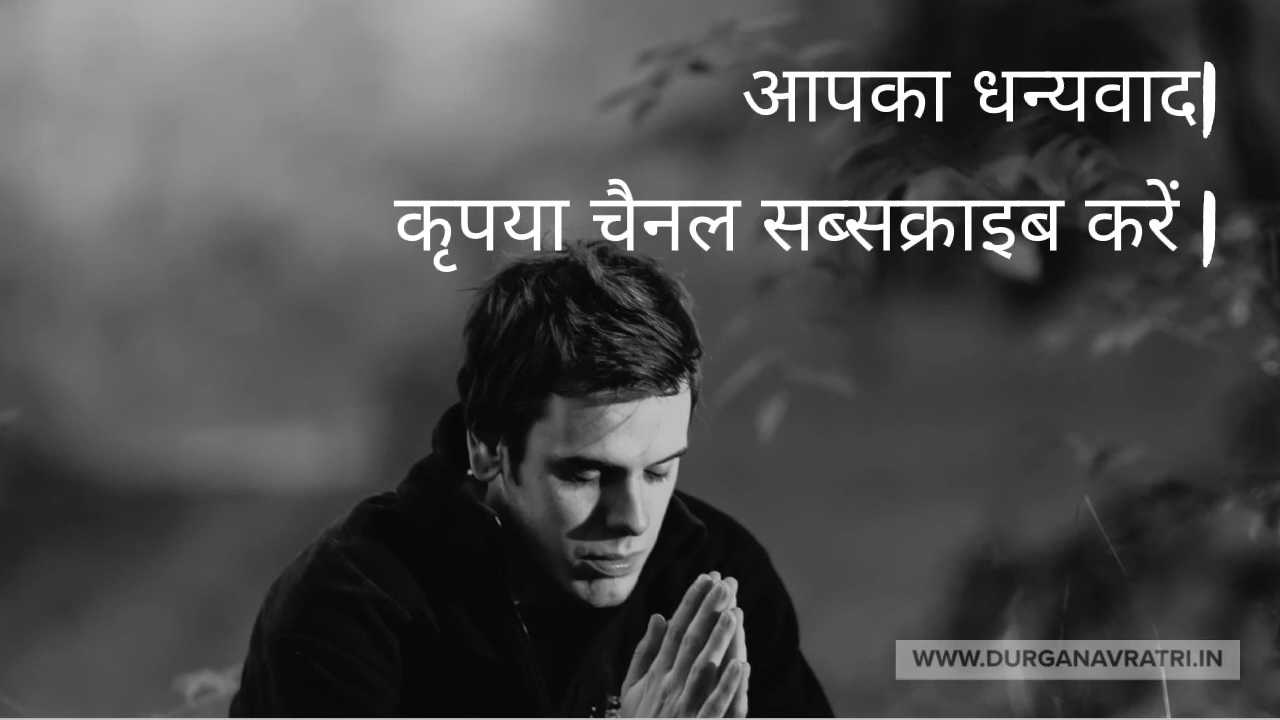 आपका धन्यवाद|
कृपया चैनल सब्सक्राइब करें |
WWW.DURGANAVRATRI.IN